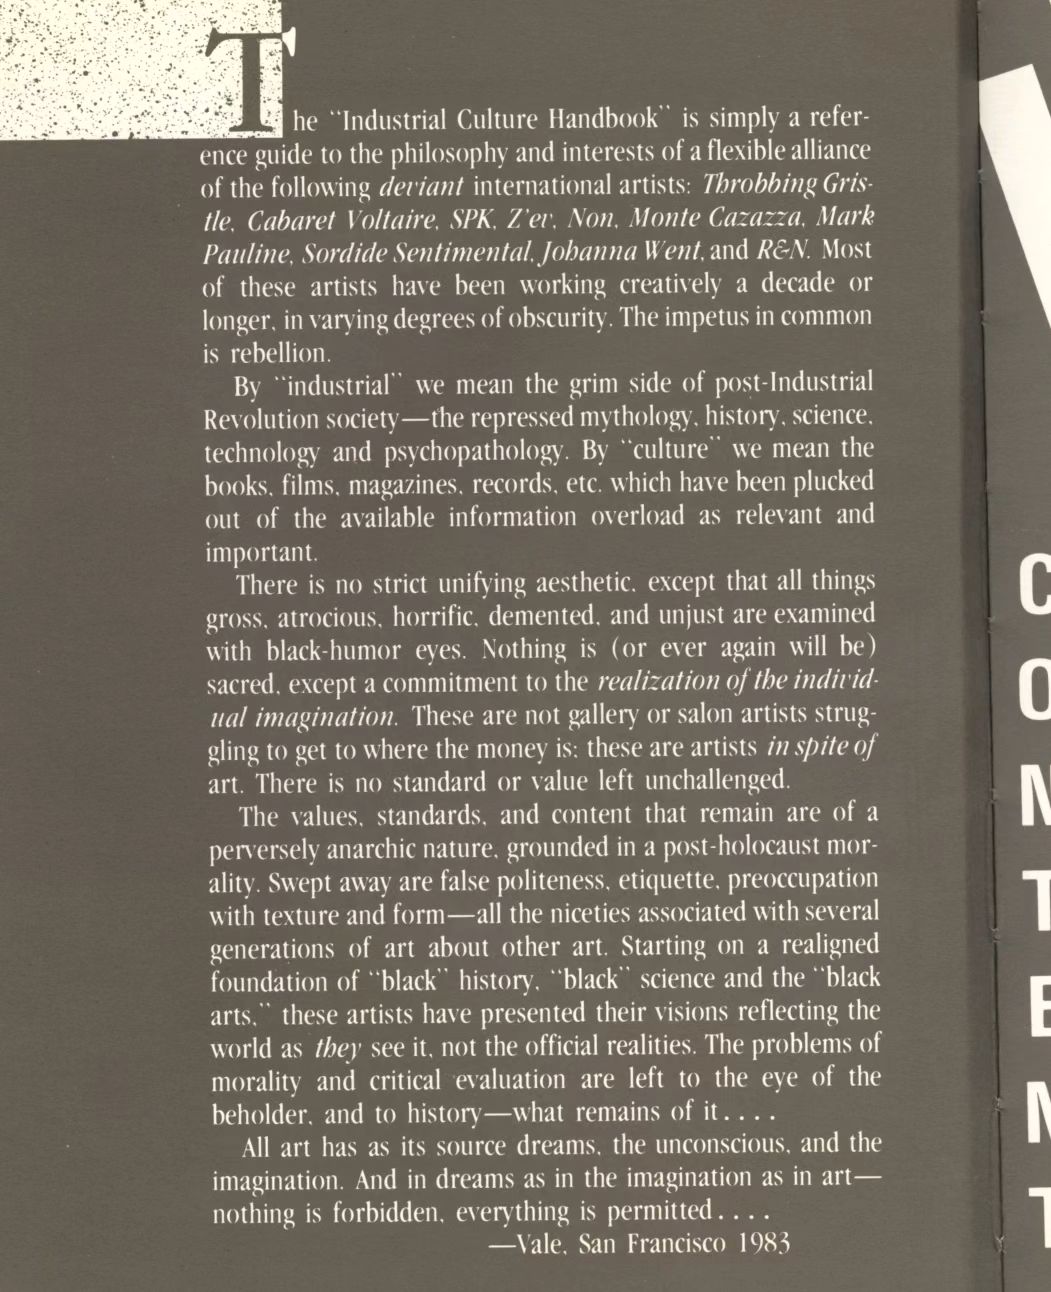 The "Industrial Culture Handbook" is simply a refer-
ence guide to the philosophy and interests of a flexible alliance
of the following deviant international artists: Throbbing Gris-
tle, Cabaret Voltaire, SPK, Z'ev, Non, Monte Cazazza, Mark
Pauline, Sordide Sentimental, Johanna Went, and R&N. Most
of these artists have been working creatively a decade or
longer, in varying degrees of obscurity. The impetus in common
is rebellion.
By "industrial" we mean the grim side of post-Industrial
Revolution society—the repressed mythology, history, science,
technology and psychopathology. By "culture" we mean the
books, films, magazines, records, etc. which have been plucked
out of the available information overload as relevant and
important.
There is no strict unifying aesthetic, except that all things
gross, atrocious, horrific, demented, and unjust are examined
with black-humor eyes. Nothing is (or ever again will be)
sacred, except a commitment to the realization of the individ-
ual imagination. These are not gallery or salon artists strug-
gling to get to where the money is: these are artists in spite of
art. There is no standard or value left unchallenged.
The values, standards, and content that remain are of a
perversely anarchic nature, grounded in a post-holocaust mor-
ality. Swept away are false politeness, etiquette, preoccupation
with texture and form—all the niceties associated with several
generations of art about other art. Starting on a realigned
foundation of "black" history, "black" science and the "black
arts," these artists have presented their visions reflecting the
world as they see it, not the official realities. The problems of
morality and critical evaluation are left to the eye of the
beholder, and to history—what remains of it . . . .
All art has as its source dreams, the unconscious, and the
imagination. And in dreams as in the imagination as in art—
nothing is forbidden, everything is permitted . . . .
—Vale, San Francisco 1983
C
O
N
T
E
N
T